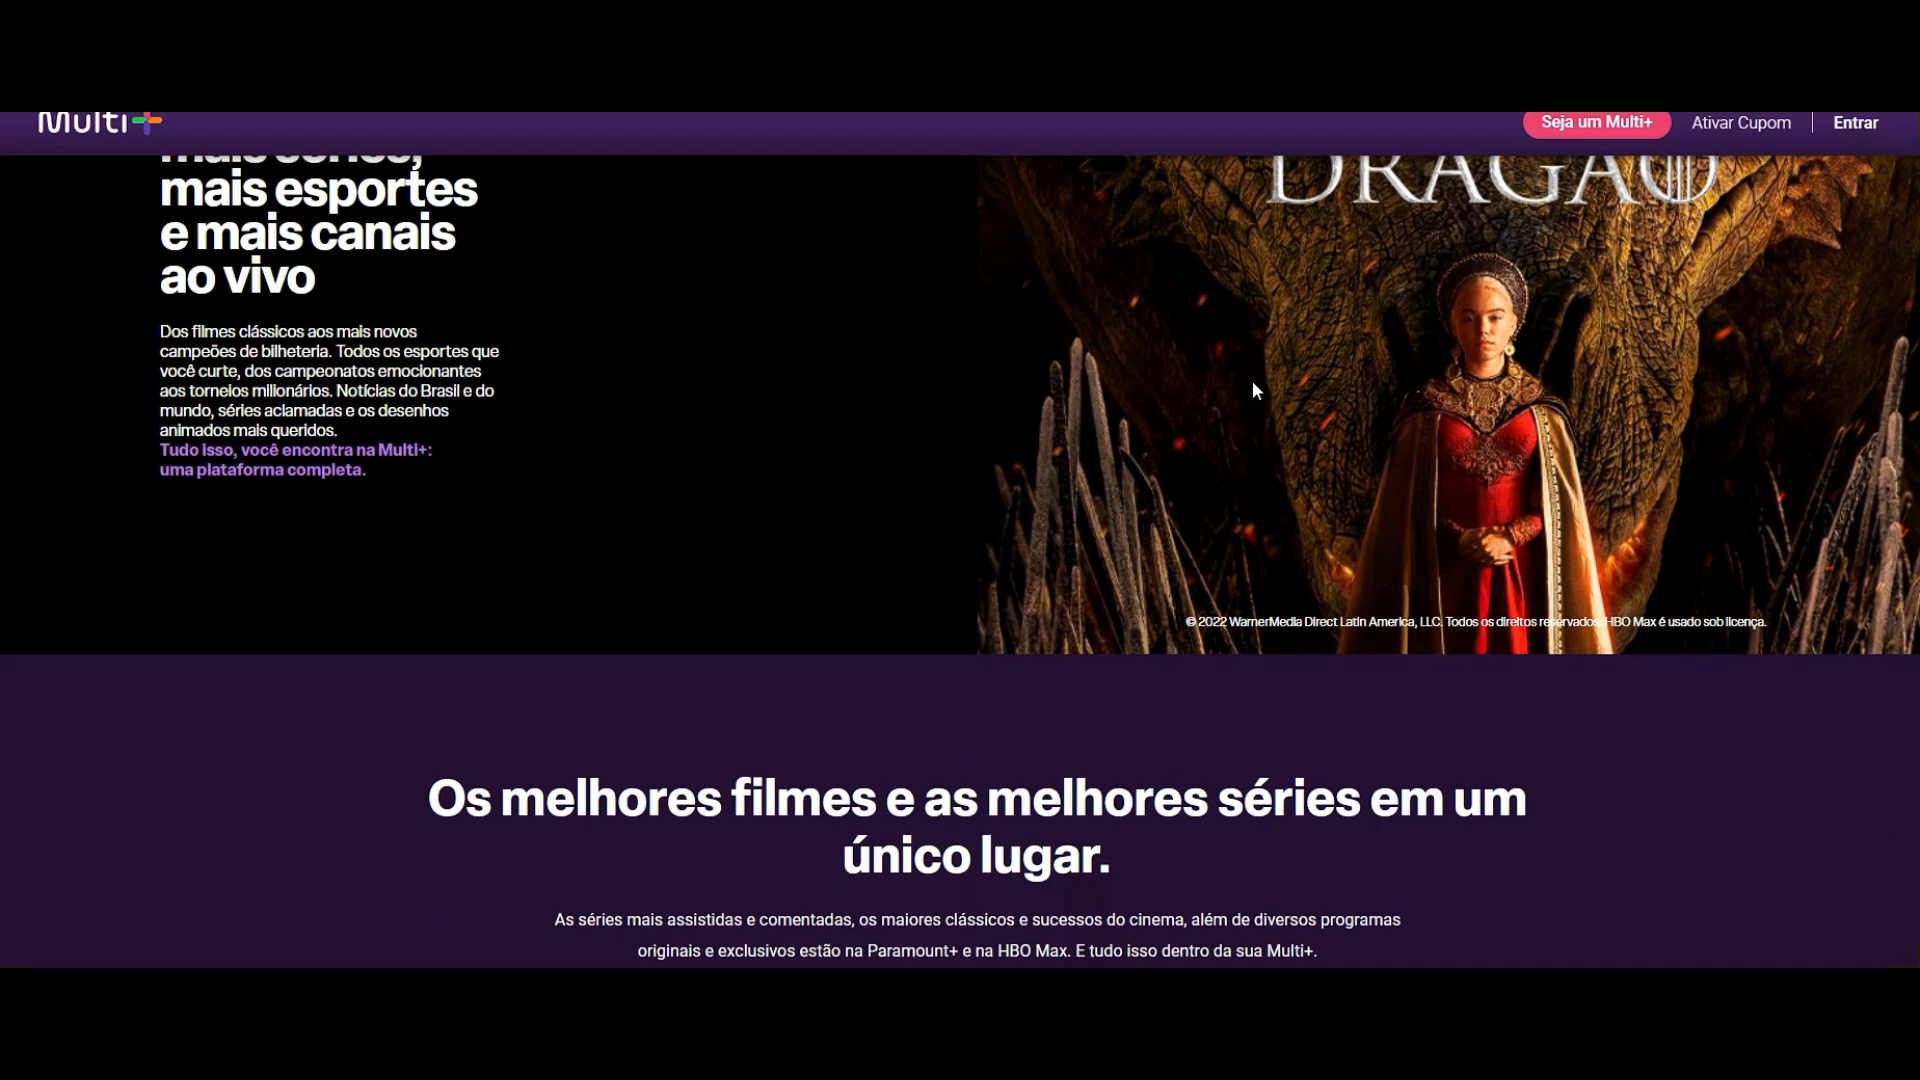 Multi+
Seja um Multi+
Ativar Cupom
Entrar
mais séries,
mais esportes
e mais canais
ao vivo
Dos filmes clássicos aos mais novos
campeões de bilheteria. Todos os esportes que
você curte, dos campeonatos emocionantes
aos torneios milionários. Notícias do Brasil e do
mundo, séries aclamadas e os desenhos
animados mais queridos.
Tudo isso, você encontra na Multi+:
uma plataforma completa.
DRAGÃO
© 2022 WarnerMedia Direct Latin America, LLC. Todos os direitos reservados. HBO Max é usado sob licença.
Os melhores filmes e as melhores séries em um
único lugar.
As séries mais assistidas e comentadas, os maiores clássicos e sucessos do cinema, além de diversos programas
originais e exclusivos estão na Paramount+ e na HBO Max. E tudo isso dentro da sua Multi+.